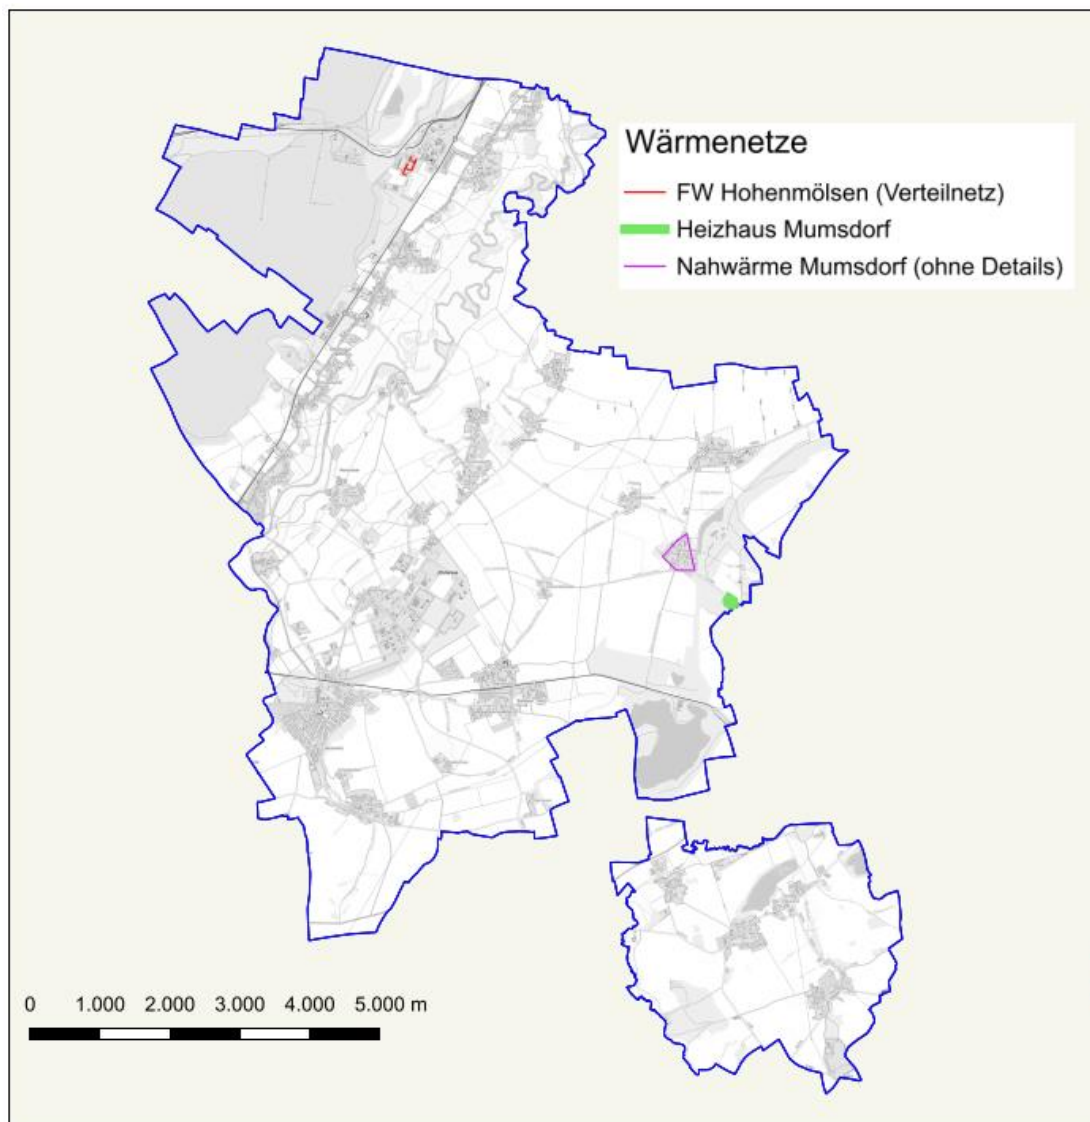 Wärmenetze
FW Hohenmölsen (Verteilnetz)
Heizhaus Mumsdorf
Nahwärme Mumsdorf (ohne Details)
0 1.000 2.000 3.000 4.000 5.000 m